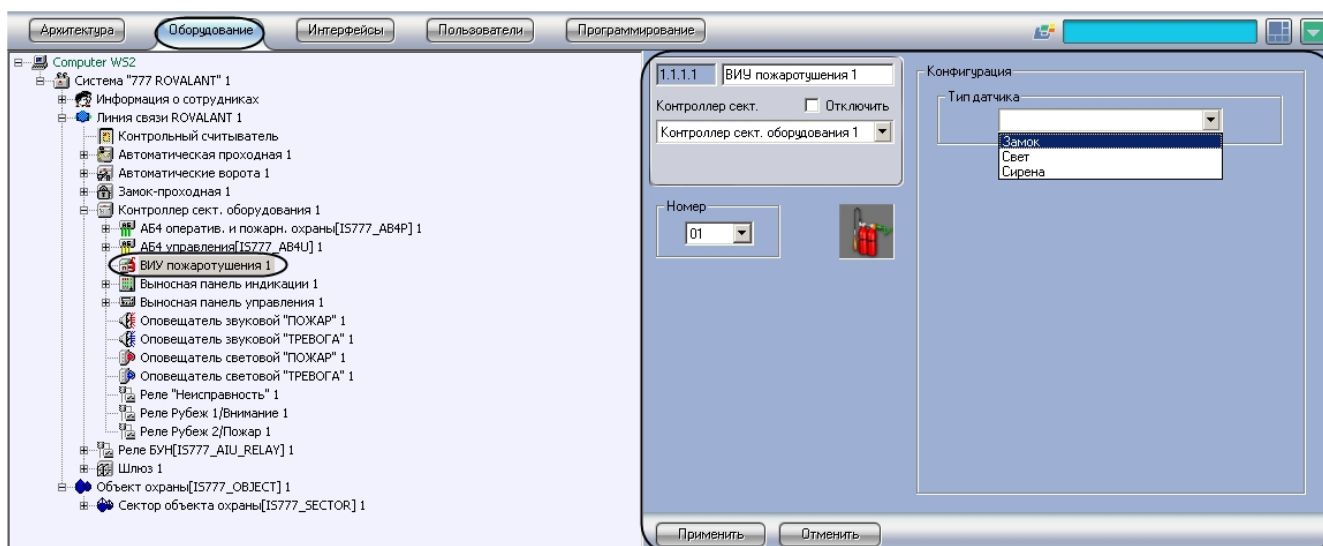 Архитектура Оборудование Интерфейсы Пользователи Программирование
Computer WS2
Система "777 ROVALANT" 1
Информация о сотрудниках
Линия связи ROVALANT 1
Контрольный считыватель
Автоматическая проходная 1
Автоматические ворота 1
Замок-проходная 1
Контроллер сект. оборудования 1
АБ4 оператив. и пожарн. охраны[IS777_AB4P] 1
АБ4 управления[IS777_AB4U] 1
ВИУ пожаротушения 1
Выносная панель индикации 1
Выносная панель управления 1
Оповещатель звуковой "ПОЖАР" 1
Оповещатель звуковой "ТРЕВОГА" 1
Оповещатель световой "ПОЖАР" 1
Оповещатель световой "ТРЕВОГА" 1
Реле "Неисправность" 1
Реле Рубеж 1/Внимание 1
Реле Рубеж 2/Пожар 1
Реле БУН[IS777_AIU_RELAY] 1
Шлюз 1
Объект охраны[IS777_OBJECT] 1
Сектор объекта охраны[IS777_SECTOR] 1
1.1.1.1 ВИУ пожаротушения 1
Контроллер сект. Отключить
Контроллер сект. оборудования 1
Номер
01
Конфигурация
Тип датчика
Замок
Свет
Сирена
Применить Отменить